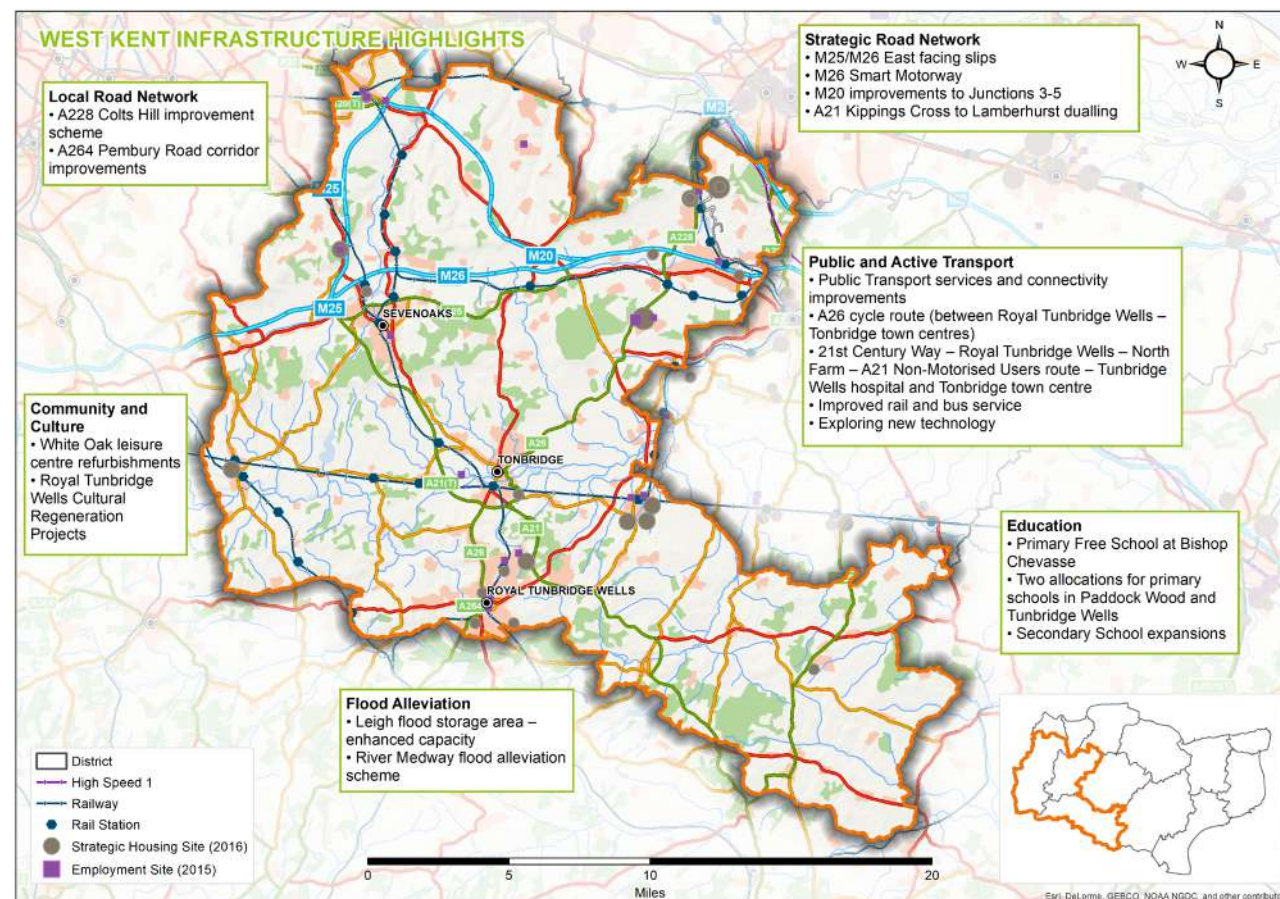 WEST KENT INFRASTRUCTURE HIGHLIGHTS
Local Road Network
• A228 Colts Hill improvement
scheme
• A264 Pembury Road corridor
improvements
Strategic Road Network
• M25/M26 East facing slips
• M26 Smart Motorway
• M20 improvements to Junctions 3-5
• A21 Kippings Cross to Lamberhurst dualling
N
W
E
S
Public and Active Transport
• Public Transport services and connectivity
improvements
• A26 cycle route (between Royal Tunbridge Wells –
Tonbridge town centres)
• 21st Century Way – Royal Tunbridge Wells – North
Farm – A21 Non-Motorised Users route – Tunbridge
Wells hospital and Tonbridge town centre
• Improved rail and bus service
• Exploring new technology
Community and
Culture
• White Oak leisure
centre refurbishments
• Royal Tunbridge
Wells Cultural
Regeneration
Projects
Education
• Primary Free School at Bishop
Chevasse
• Two allocations for primary
schools in Paddock Wood and
Tunbridge Wells
• Secondary School expansions
Flood Alleviation
• Leigh flood storage area –
enhanced capacity
• River Medway flood alleviation
scheme
M2
A228
M20
M26
M25
SEVENOAKS
A26
TONBRIDGE
A21(T)
A21
A26
A264
ROYAL TUNBRIDGE WELLS
District
High Speed 1
Railway
Rail Station
Strategic Housing Site (2016)
Employment Site (2015)
0
5
10
20
Miles
Esri, DeLorme, GEBCO, NOAA NGDC, and other